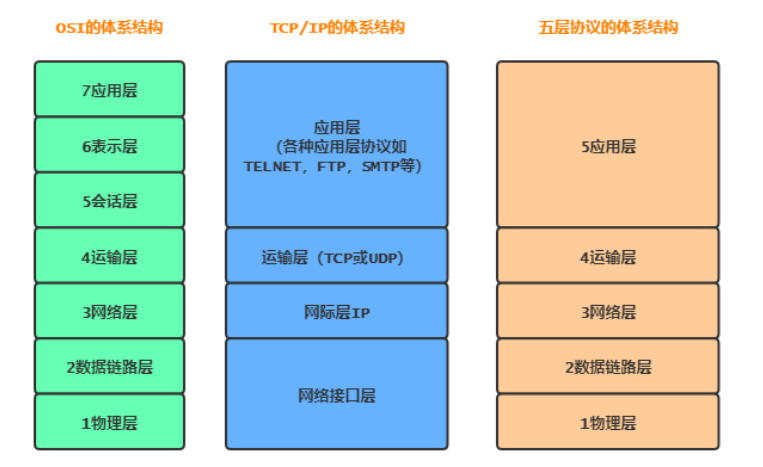 OSI的体系结构
TCP/IP的体系结构
五层协议的体系结构
7应用层
6表示层
5会话层
4运输层
3网络层
2数据链路层
1物理层
应用层
(各种应用层协议如
TELNET, FTP, SMTP等)
运输层 (TCP或UDP)
网际层IP
网络接口层
5应用层
4运输层
3网络层
2数据链路层
1物理层